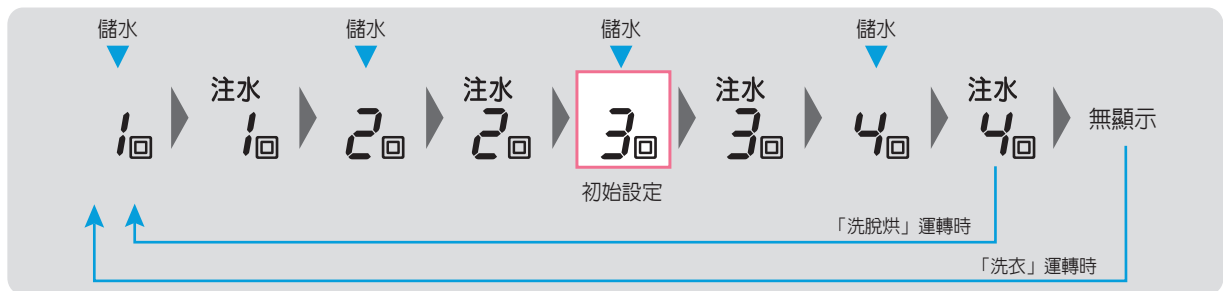 儲水 儲水 儲水 儲水
1回 注水 1回 2回 注水 2回 3回 注水 3回 4回 注水 4回 無顯示
初始設定
「洗脫烘」運轉時
「洗衣」運轉時